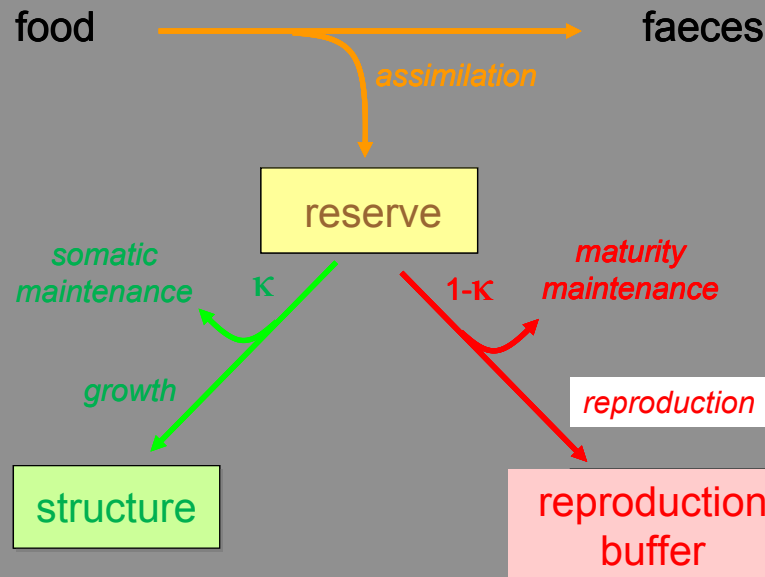 food
faeces
assimilation
reserve
somatic
maintenance
κ
1-κ
maturity
maintenance
growth
reproduction
structure
reproduction
buffer